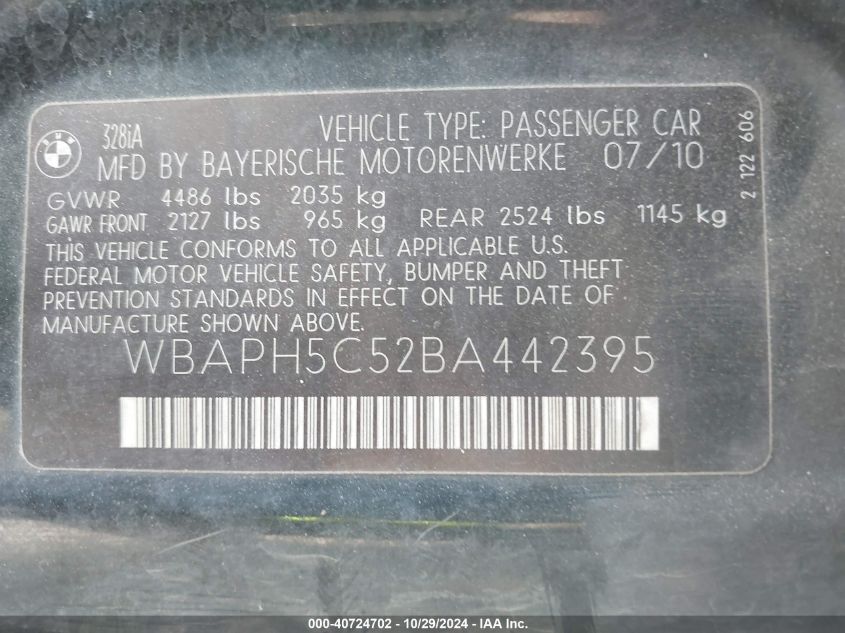 BMW
328iA
VEHICLE TYPE: PASSENGER CAR
MFD BY BAYERISCHE MOTORENWERKE 07/10
GVWR 4486 lbs 2035 kg
GAWR FRONT 2127 lbs 965 kg REAR 2524 lbs 1145 kg
THIS VEHICLE CONFORMS TO ALL APPLICABLE U.S.
FEDERAL MOTOR VEHICLE SAFETY, BUMPER AND THEFT
PREVENTION STANDARDS IN EFFECT ON THE DATE OF
MANUFACTURE SHOWN ABOVE.
WBAPH5C52BA442395
2 122 606
000-40724702 - 10/29/2024 - IAA Inc.